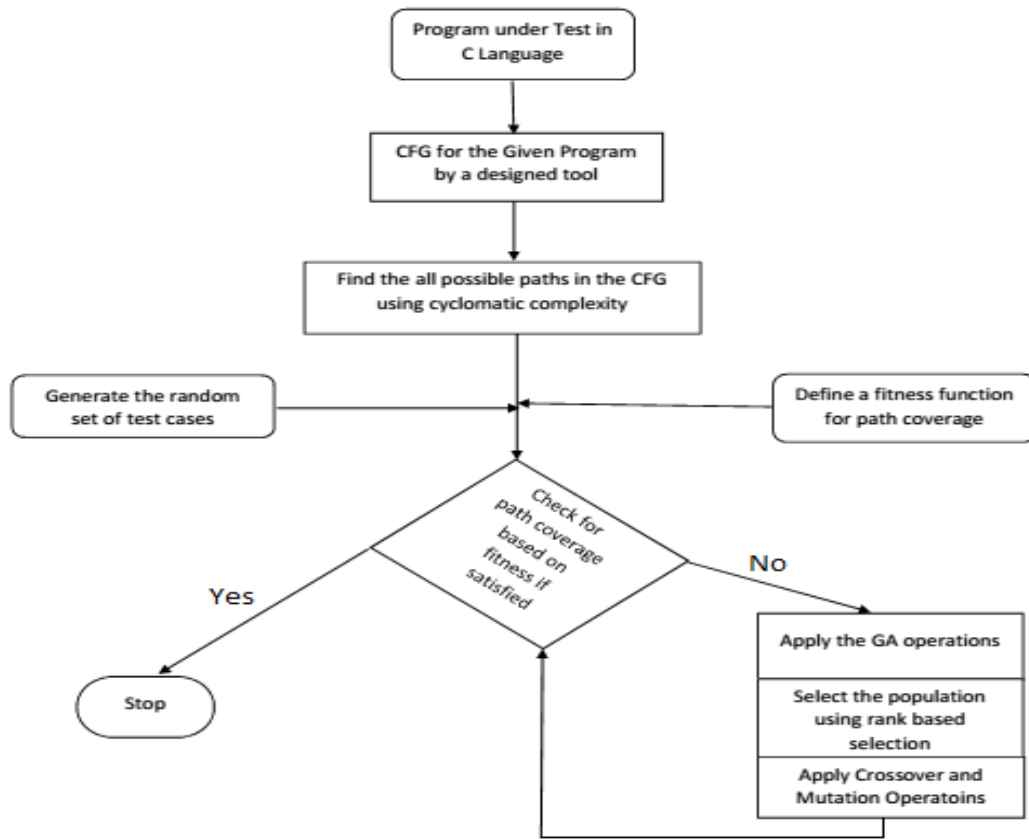 Program under Test in
C Language
CFG for the Given Program
by a designed tool
Find the all possible paths in the CFG
using cyclomatic complexity
Generate the random
set of test cases
Define a fitness function
for path coverage
Check for
path coverage
based on
fitness if
satisfied
Yes
No
Stop
Apply the GA operations
Select the population
using rank based
selection
Apply Crossover and
Mutation Operatoins